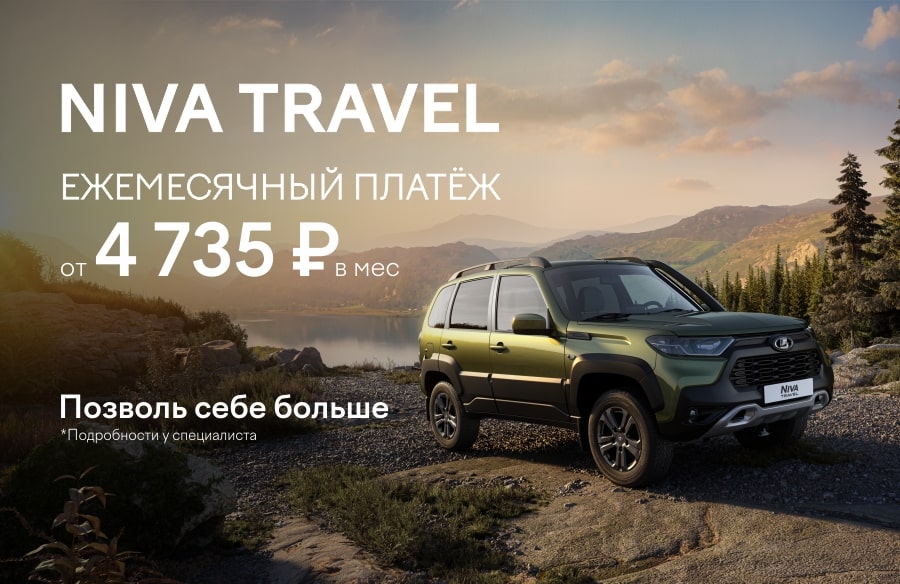 NIVA TRAVEL
ЕЖЕМЕСЯЧНЫЙ ПЛАТЁЖ
от 4 735 ₽ в мес
Позволь себе больше
*Подробности у специалиста
NIVA
TRAVEL